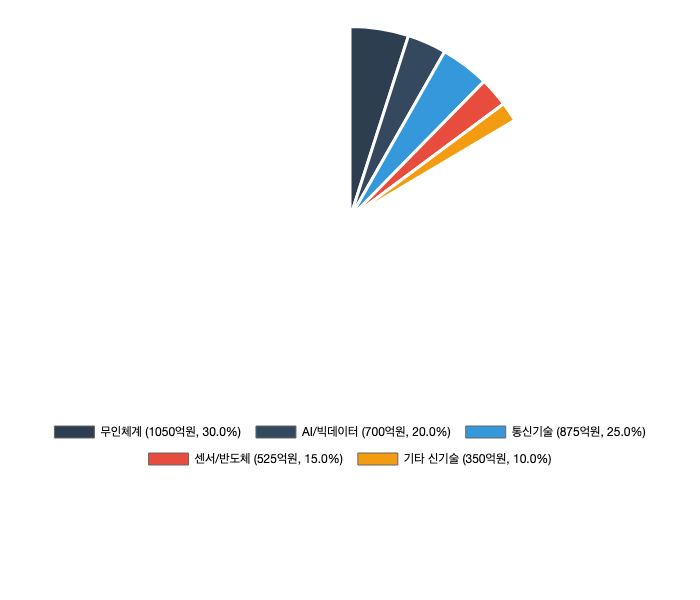 무인체계 (1050억원, 30.0%) AI/빅데이터 (700억원, 20.0%) 통신기술 (875억원, 25.0%)
센서/반도체 (525억원, 15.0%) 기타 신기술 (350억원, 10.0%)